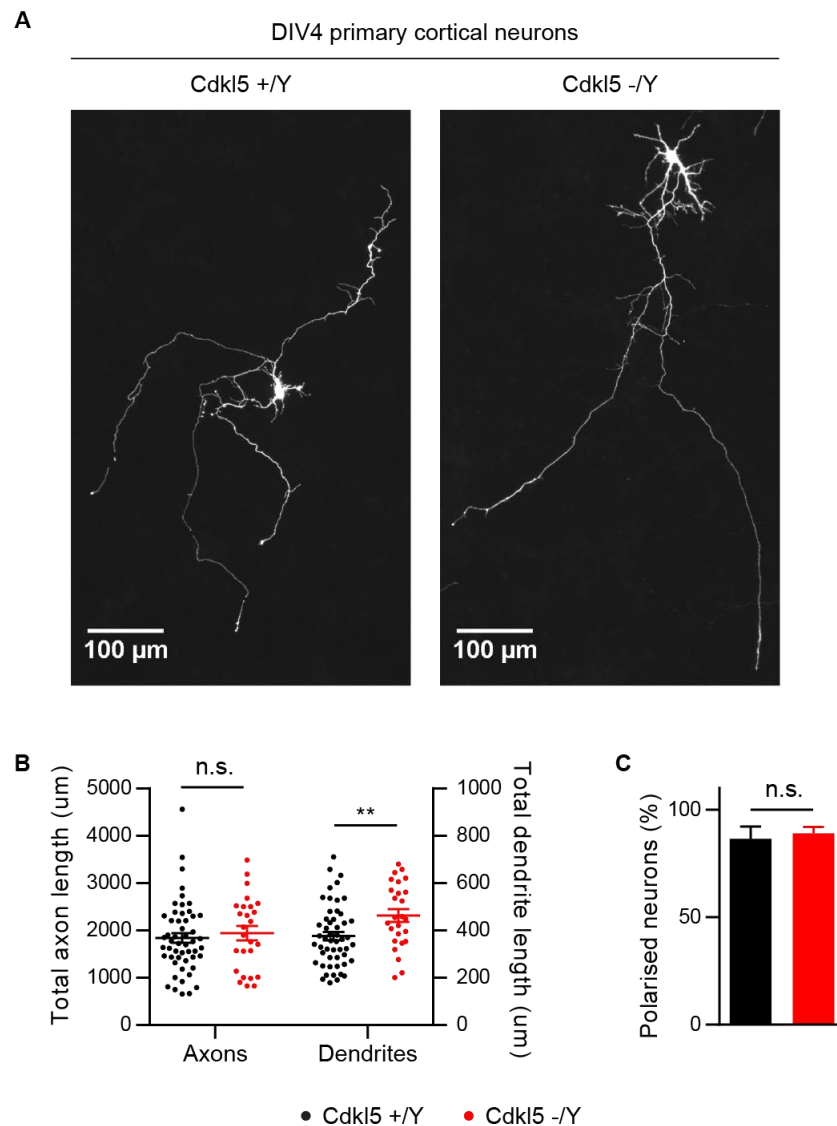 A
DIV4 primary cortical neurons
Cdkl5 +/Y
Cdkl5 -/Y
100 µm
100 µm
B
Total axon length (um)
5000
4000
3000
2000
1000
0
n.s.
**
Axons
Dendrites
1000
800
600
400
200
0
Total dendrite length (um)
C
Polarised neurons (%)
100
50
0
n.s.
Cdkl5 +/Y
Cdkl5 -/Y